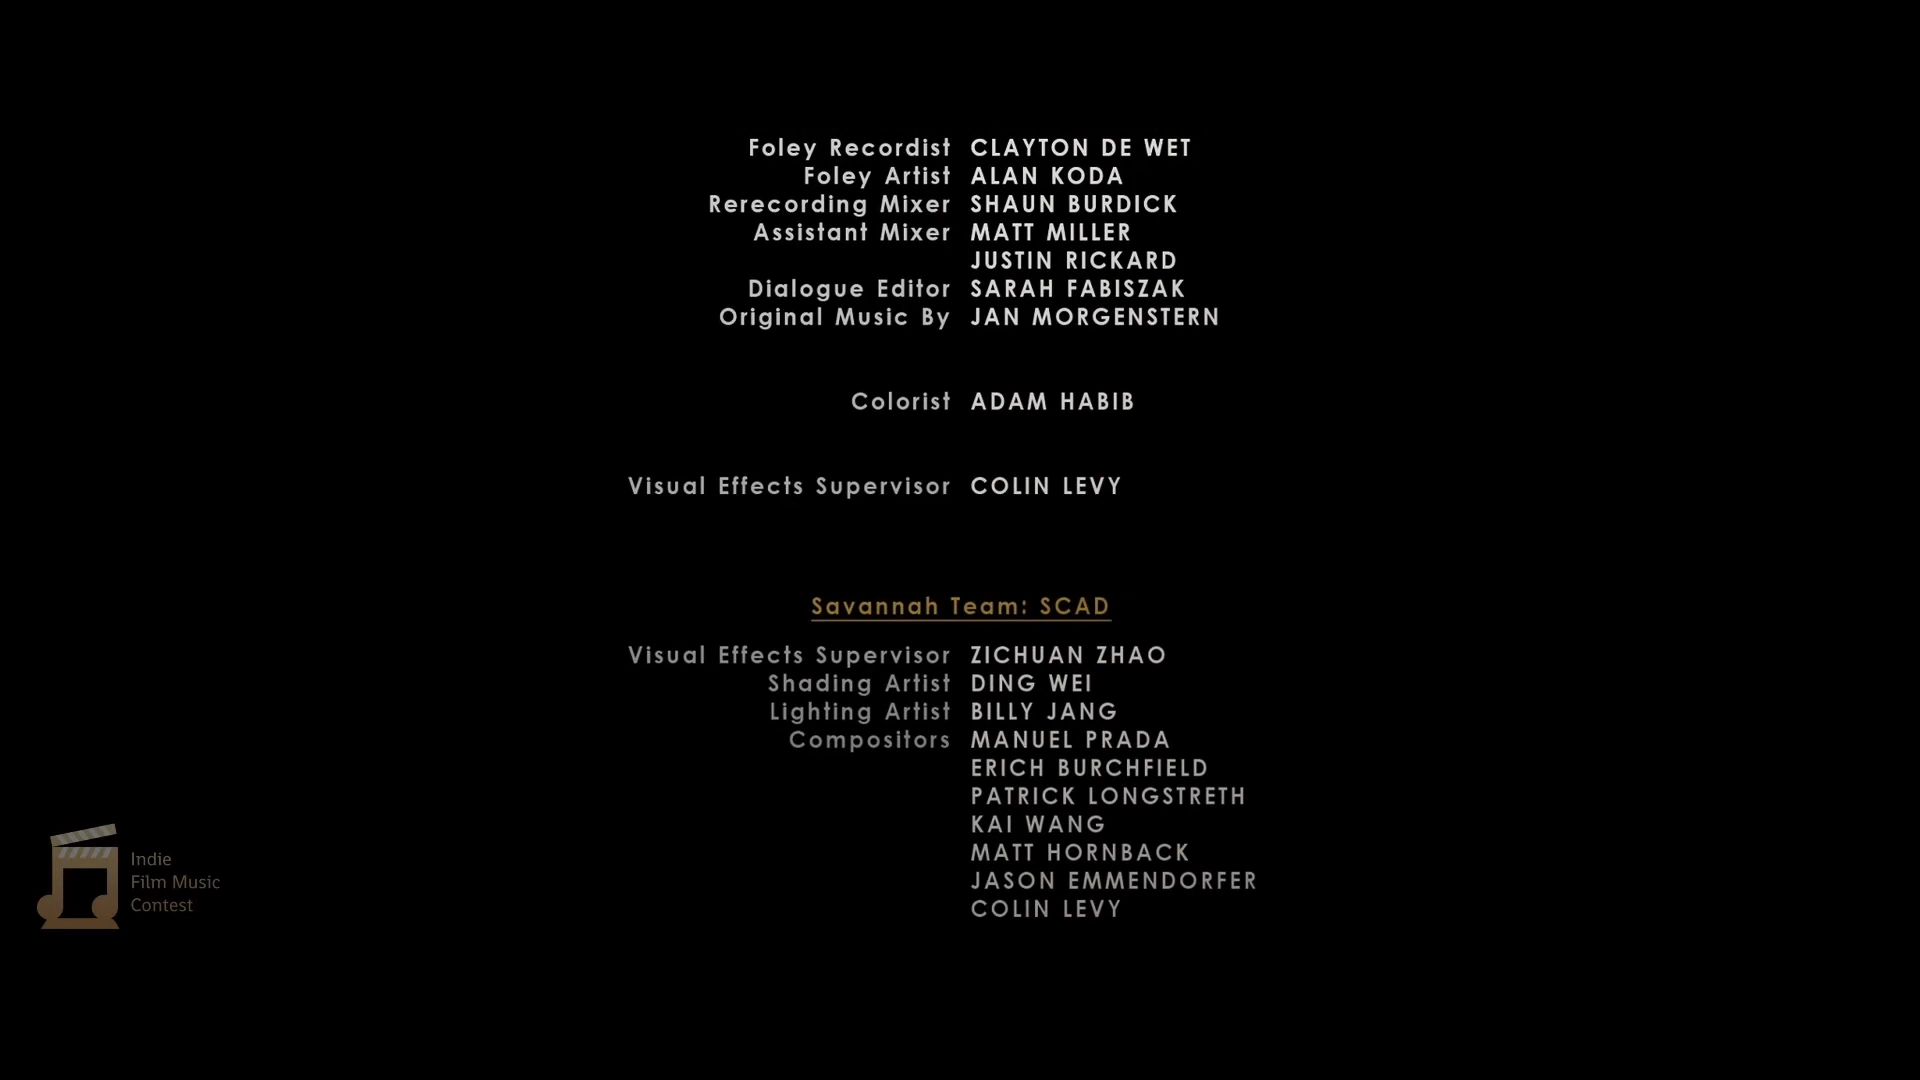 Foley Recordist CLAYTON DE WET
Foley Artist ALAN KODA
Rerecording Mixer SHAUN BURDICK
Assistant Mixer MATT MILLER
JUSTIN RICKARD
Dialogue Editor SARAH FABISZAK
Original Music By JAN MORGENSTERN
Colorist ADAM HABIB
Visual Effects Supervisor COLIN LEVY
Savannah Team: SCAD
Visual Effects Supervisor ZICHUAN ZHAO
Shading Artist DING WEI
Lighting Artist BILLY JANG
Compositors MANUEL PRADA
ERICH BURCHFIELD
PATRICK LONGSTRETH
KAI WANG
MATT HORNBACK
JASON EMMENDORFER
COLIN LEVY
Indie
Film Music
Contest